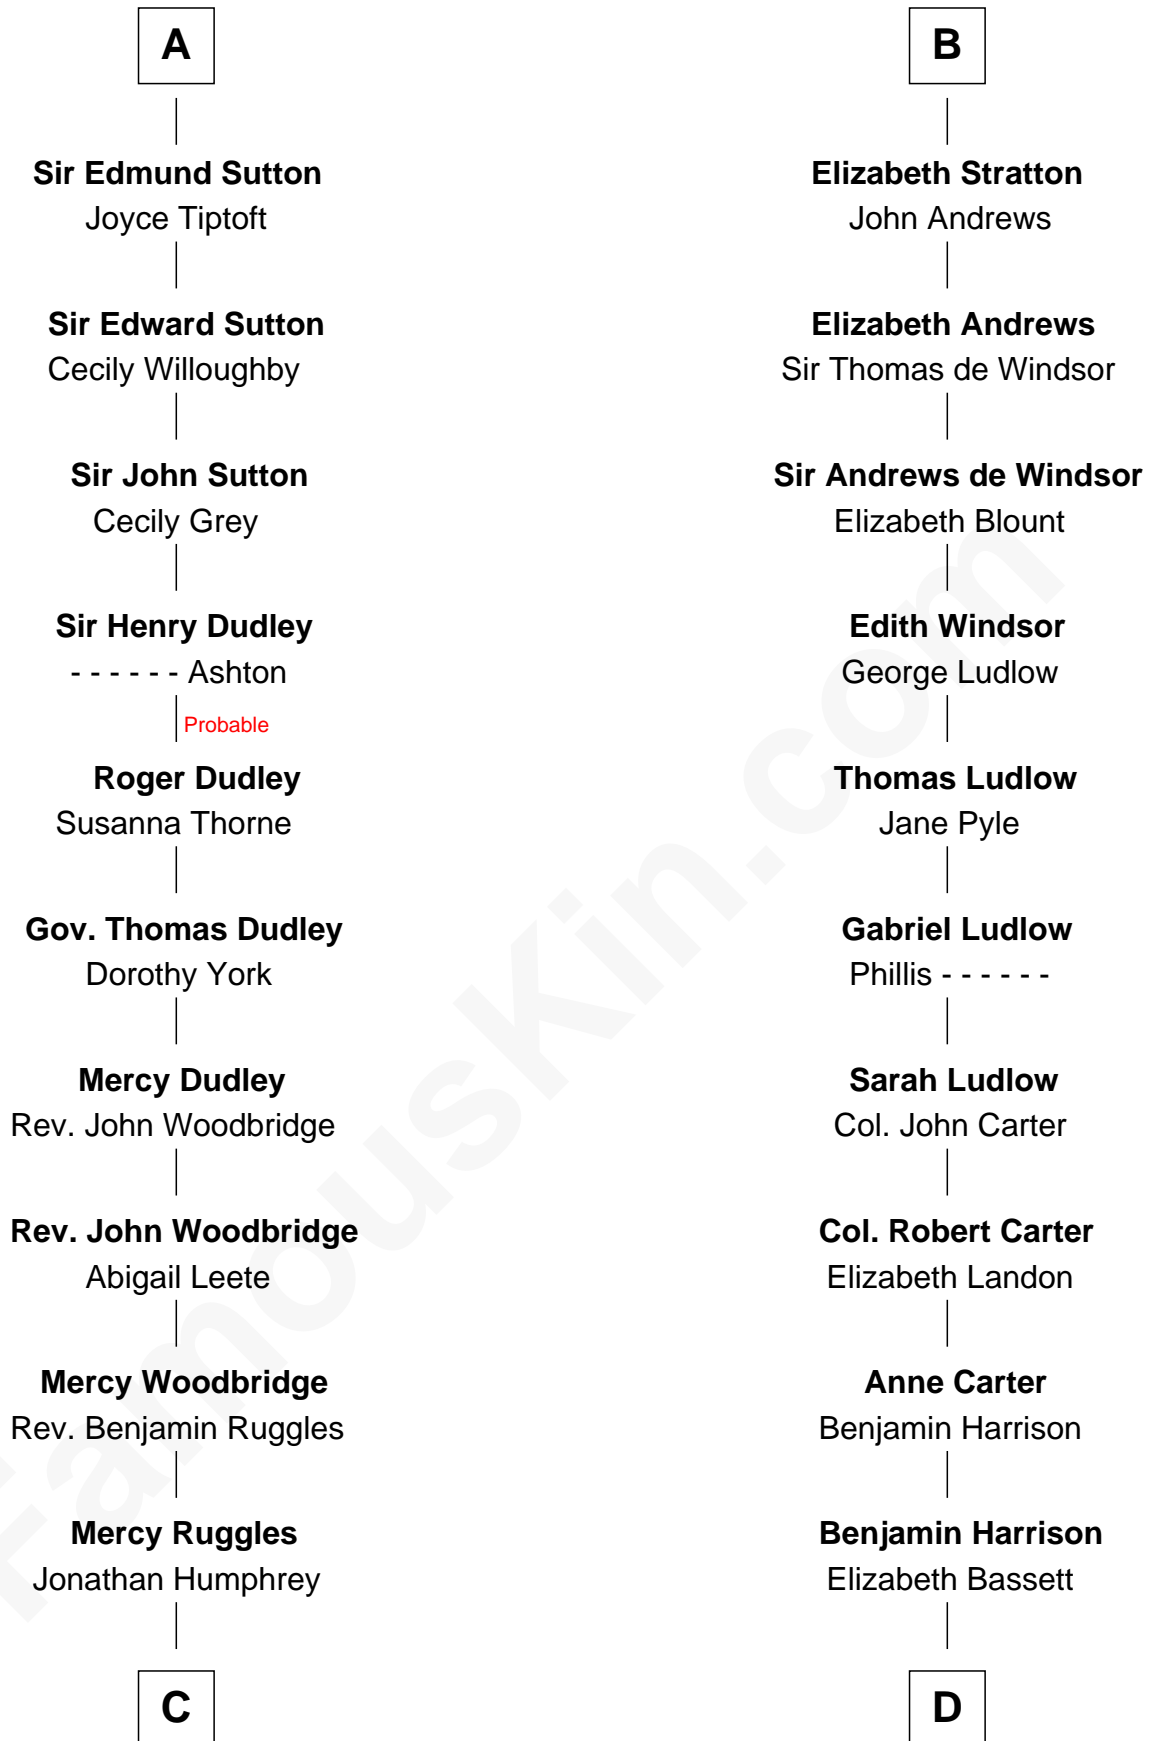 A
Sir Edmund Sutton
Joyce Tiptoft
Sir Edward Sutton
Cecily Willoughby
Sir John Sutton
Cecily Grey
Sir Henry Dudley
- - - - - - Ashton
Probable
Roger Dudley
Susanna Thorne
Gov. Thomas Dudley
Dorothy York
Mercy Dudley
Rev. John Woodbridge
Rev. John Woodbridge
Abigail Leete
Mercy Woodbridge
Rev. Benjamin Ruggles
Mercy Ruggles
Jonathan Humphrey
C
B
Elizabeth Stratton
John Andrews
Elizabeth Andrews
Sir Thomas de Windsor
Sir Andrews de Windsor
Elizabeth Blount
Edith Windsor
George Ludlow
Thomas Ludlow
Jane Pyle
Gabriel Ludlow
Phillis - - - - - -
Sarah Ludlow
Col. John Carter
Col. Robert Carter
Elizabeth Landon
Anne Carter
Benjamin Harrison
Benjamin Harrison
Elizabeth Bassett
D
FamousKin.com